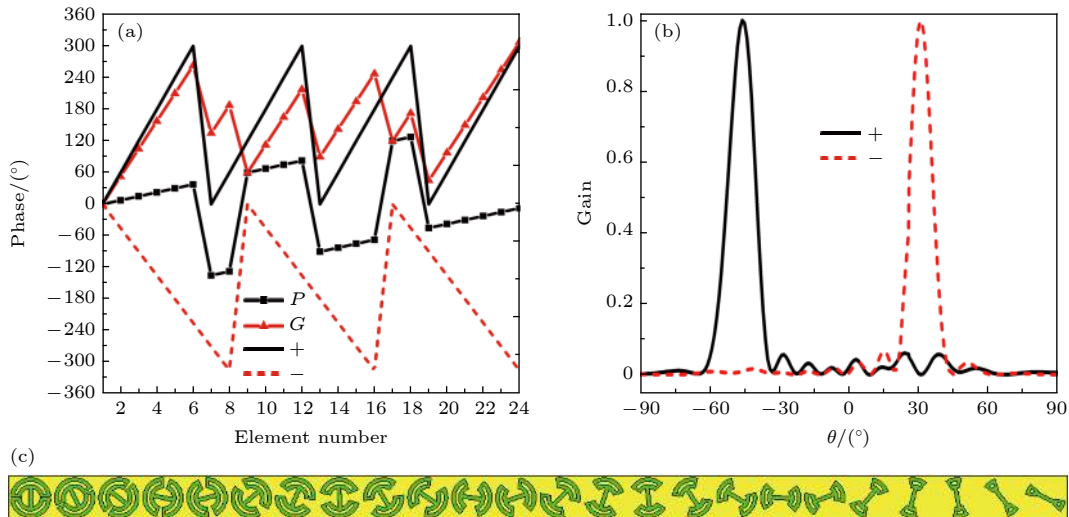 (a)
360
300
240
180
120
60
0
−60
−120
−180
−240
−300
−360
Phase/(°)
P
G
+
−
2 4 6 8 10 12 14 16 18 20 22 24
Element number
(b)
1.0
0.8
0.6
0.4
0.2
0
Gain
+
−
−90 −60 −30 0 30 60 90
θ/(°)
(c)